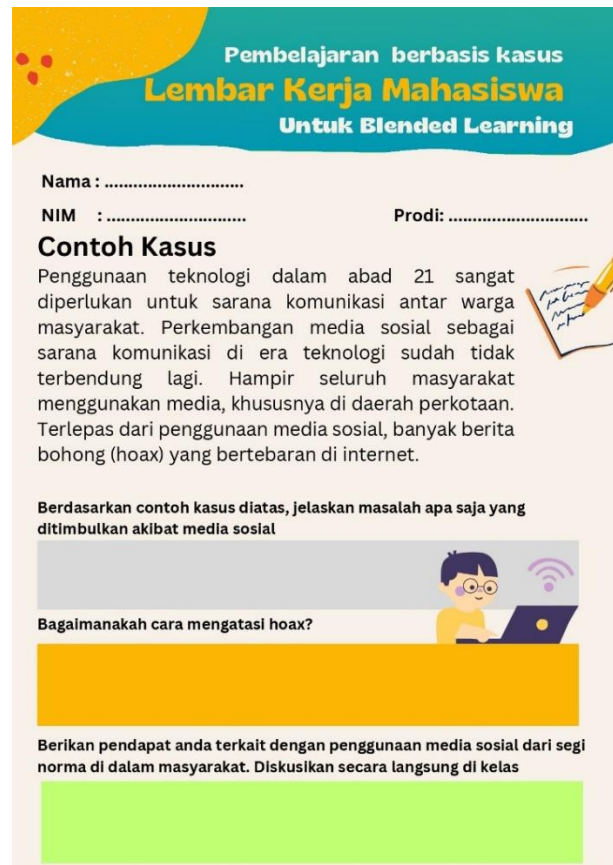 Pembelajaran berbasis kasus
Lembar Kerja Mahasiswa
Untuk Blended Learning
Nama : .............................
NIM : ............................. Prodi: .............................
Contoh Kasus
Penggunaan teknologi dalam abad 21 sangat
diperlukan untuk sarana komunikasi antar warga
masyarakat. Perkembangan media sosial sebagai
sarana komunikasi di era teknologi sudah tidak
terbendung lagi. Hampir seluruh masyarakat
menggunakan media, khususnya di daerah perkotaan.
Terlepas dari penggunaan media sosial, banyak berita
bohong (hoax) yang bertebaran di internet.
Berdasarkan contoh kasus diatas, jelaskan masalah apa saja yang
ditimbulkan akibat media sosial
Bagaimanakah cara mengatasi hoax?
Berikan pendapat anda terkait dengan penggunaan media sosial dari segi
norma di dalam masyarakat. Diskusikan secara langsung di kelas